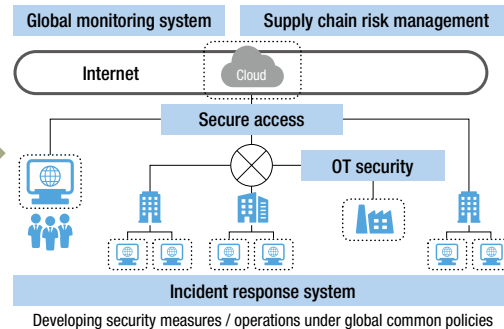 Global monitoring system
Supply chain risk management
Internet
Cloud
Secure access
OT security
Incident response system
Developing security measures / operations under global common policies